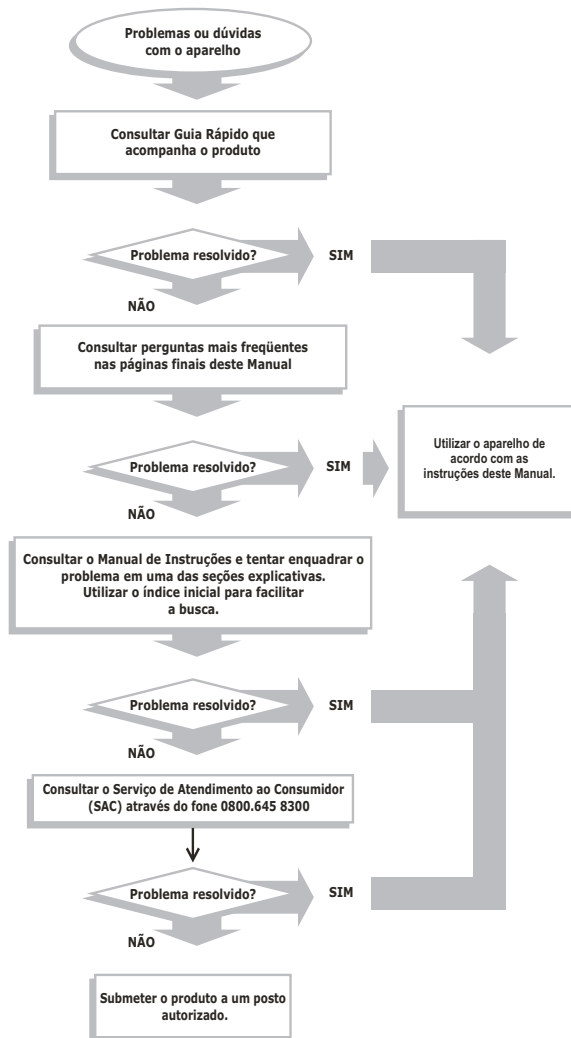 Problemas ou dúvidas
com o aparelho
Consultar Guia Rápido que
acompanha o produto
Problema resolvido?
SIM
NÃO
Consultar perguntas mais freqüentes
nas páginas finais deste Manual
Problema resolvido?
SIM
Utilizar o aparelho de
acordo com as
instruções deste Manual.
NÃO
Consultar o Manual de Instruções e tentar enquadrar o
problema em uma das seções explicativas.
Utilizar o índice inicial para facilitar
a busca.
Problema resolvido?
SIM
NÃO
Consultar o Serviço de Atendimento ao Consumidor
(SAC) através do fone 0800.645 8300
Problema resolvido?
SIM
NÃO
Submeter o produto a um posto
autorizado.